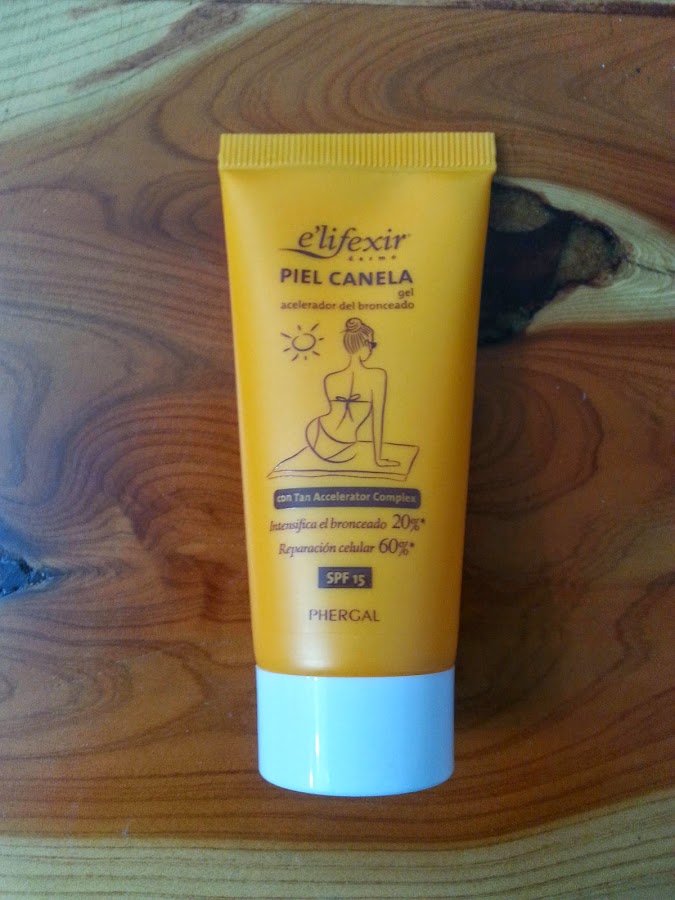 e'lifexir®
dermo
PIEL CANELA
gel
acelerador del bronceado
con Tan Accelerator Complex
Intensifica el bronceado 20%*
Reparación celular 60%*
SPF 15
PHERGAL